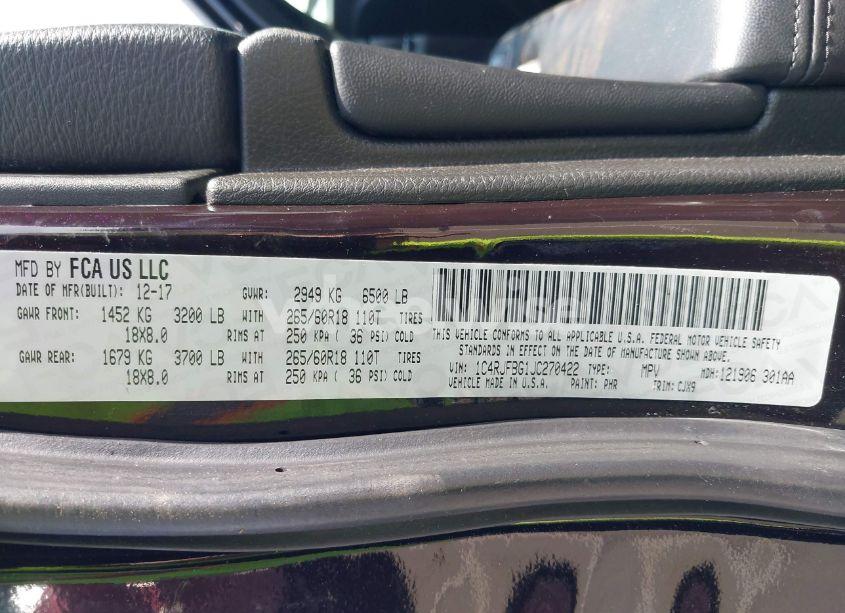 MFD BY FCA US LLC
DATE OF MFR(BUILT): 12-17 GVWR: 2949 KG 6500 LB
GAWR FRONT: 1452 KG 3200 LB WITH 265/60R18 110T TIRES
18X8.0 RIMS AT 250 KPA ( 36 PSI) COLD
GAWR REAR: 1679 KG 3700 LB WITH 265/60R18 110T TIRES
18X8.0 RIMS AT 250 KPA ( 36 PSI) COLD
THIS VEHICLE CONFORMS TO ALL APPLICABLE U.S.A. FEDERAL MOTOR VEHICLE SAFETY
STANDARDS IN EFFECT ON THE DATE OF MANUFACTURE SHOWN ABOVE.
VIN: 1C4RJFBG1JC270422 TYPE: MPV MDH: 121906 301AA
VEHICLE MADE IN U.S.A. PAINT: PHR TRIM: CJX9